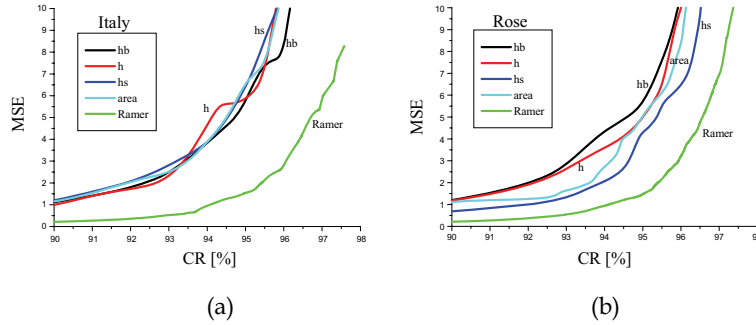 Italy
hb
h
hs
area
Ramer
hs
hb
h
Ramer
MSE
10
9
8
7
6
5
4
3
2
1
0
90 91 92 93 94 95 96 97 98
CR [%]
(a)
Rose
hb
h
hs
area
Ramer
hs
area
hb
h
Ramer
MSE
10
9
8
7
6
5
4
3
2
1
0
90 91 92 93 94 95 96 97
CR [%]
(b)